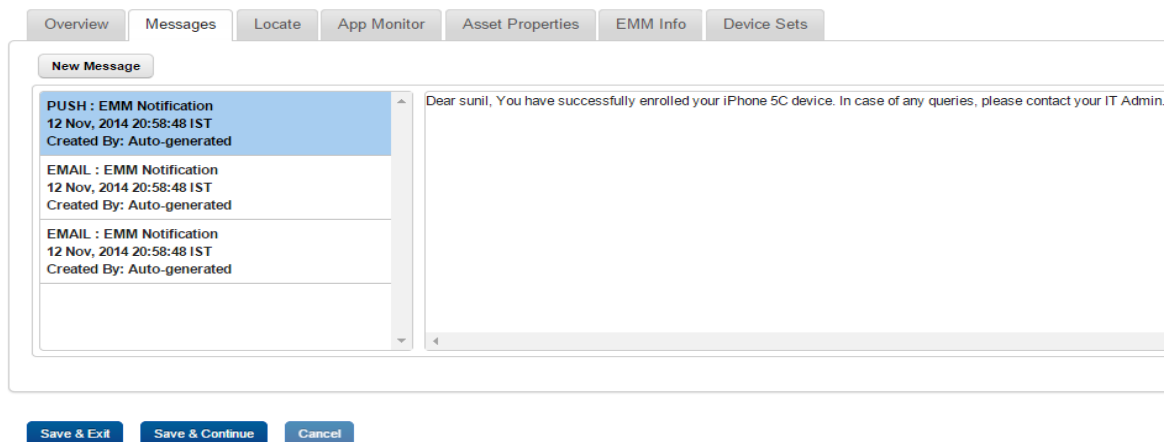 Overview Messages Locate App Monitor Asset Properties EMM Info Device Sets
New Message
PUSH : EMM Notification
12 Nov, 2014 20:58:48 IST
Created By: Auto-generated
EMAIL : EMM Notification
12 Nov, 2014 20:58:48 IST
Created By: Auto-generated
EMAIL : EMM Notification
12 Nov, 2014 20:58:48 IST
Created By: Auto-generated
Dear sunil, You have successfully enrolled your iPhone 5C device. In case of any queries, please contact your IT Admin.
Save & Exit Save & Continue Cancel